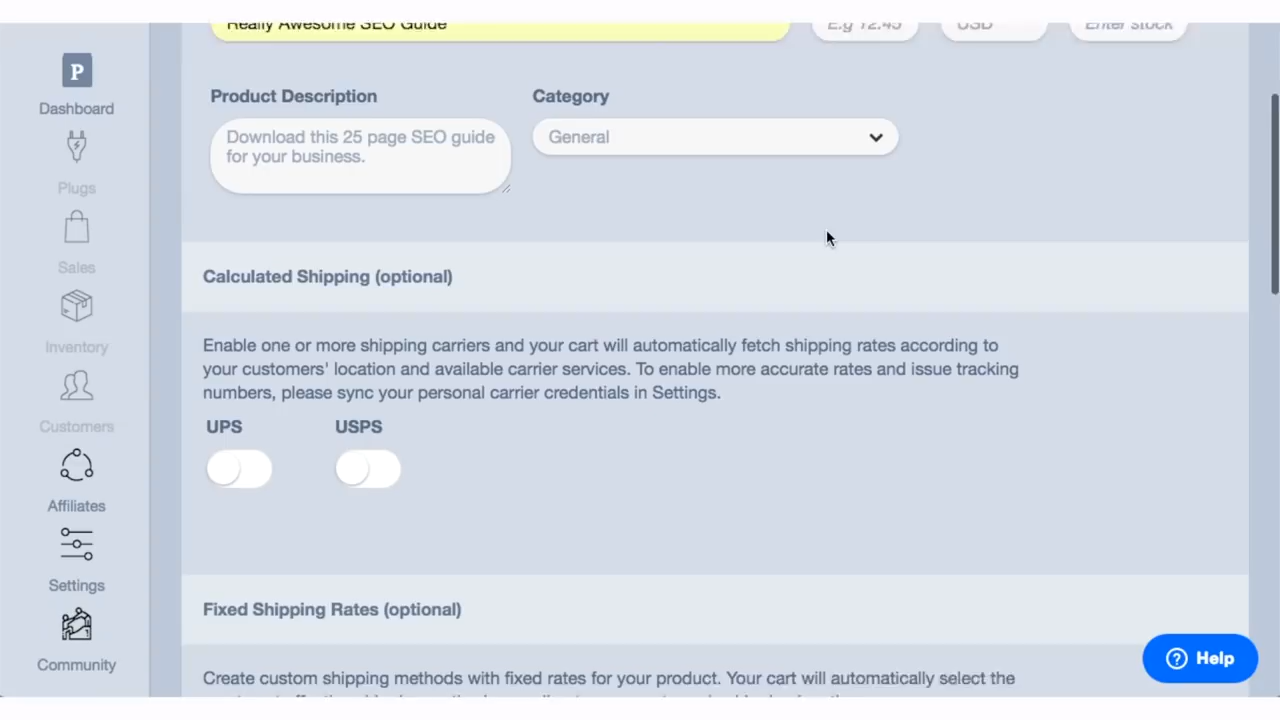 Really Awesome SEO Guide
E.g 12.45
USD
Enter stock
P
Dashboard
Plugs
Sales
Inventory
Customers
Affiliates
Settings
Community
Product Description
Category
Download this 25 page SEO guide
for your business.
General
Calculated Shipping (optional)
Enable one or more shipping carriers and your cart will automatically fetch shipping rates according to
your customers' location and available carrier services. To enable more accurate rates and issue tracking
numbers, please sync your personal carrier credentials in Settings.
UPS
USPS
Fixed Shipping Rates (optional)
Create custom shipping methods with fixed rates for your product. Your cart will automatically select the
Help